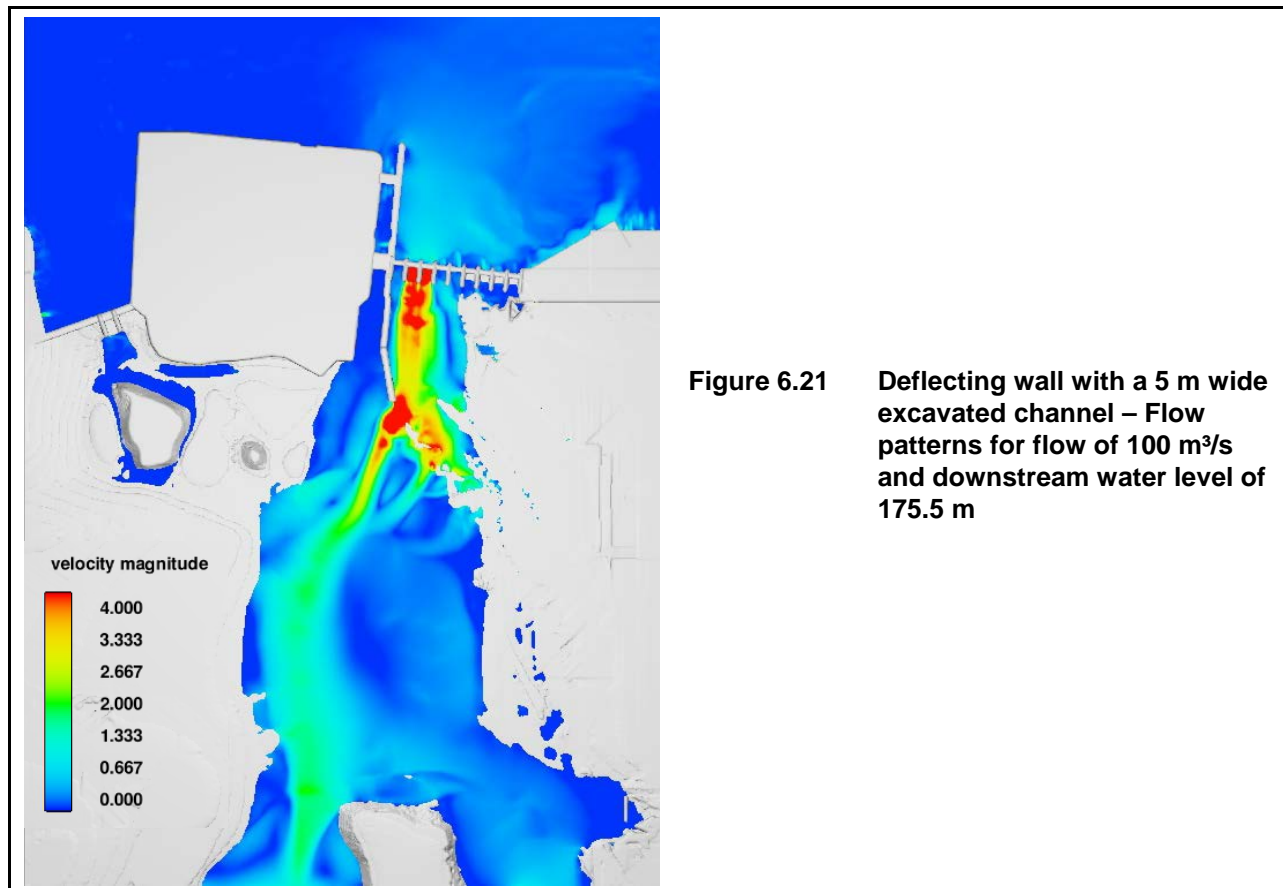 Figure 6.21 Deflecting wall with a 5 m wide
excavated channel – Flow
patterns for flow of 100 m³/s
and downstream water level of
175.5 m
velocity magnitude
4.000
3.333
2.667
2.000
1.333
0.667
0.000